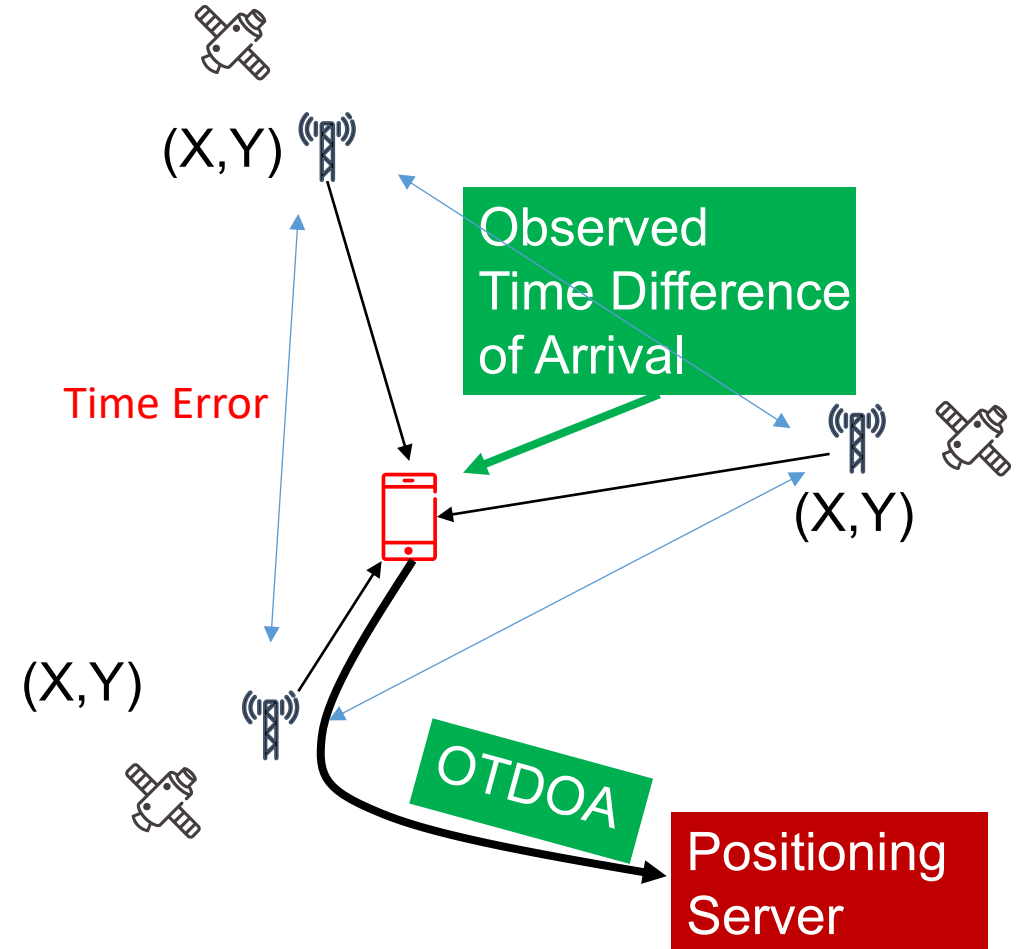 (X,Y)
Observed
Time Difference
of Arrival
Time Error
(X,Y)
(X,Y)
OTDOA
Positioning
Server